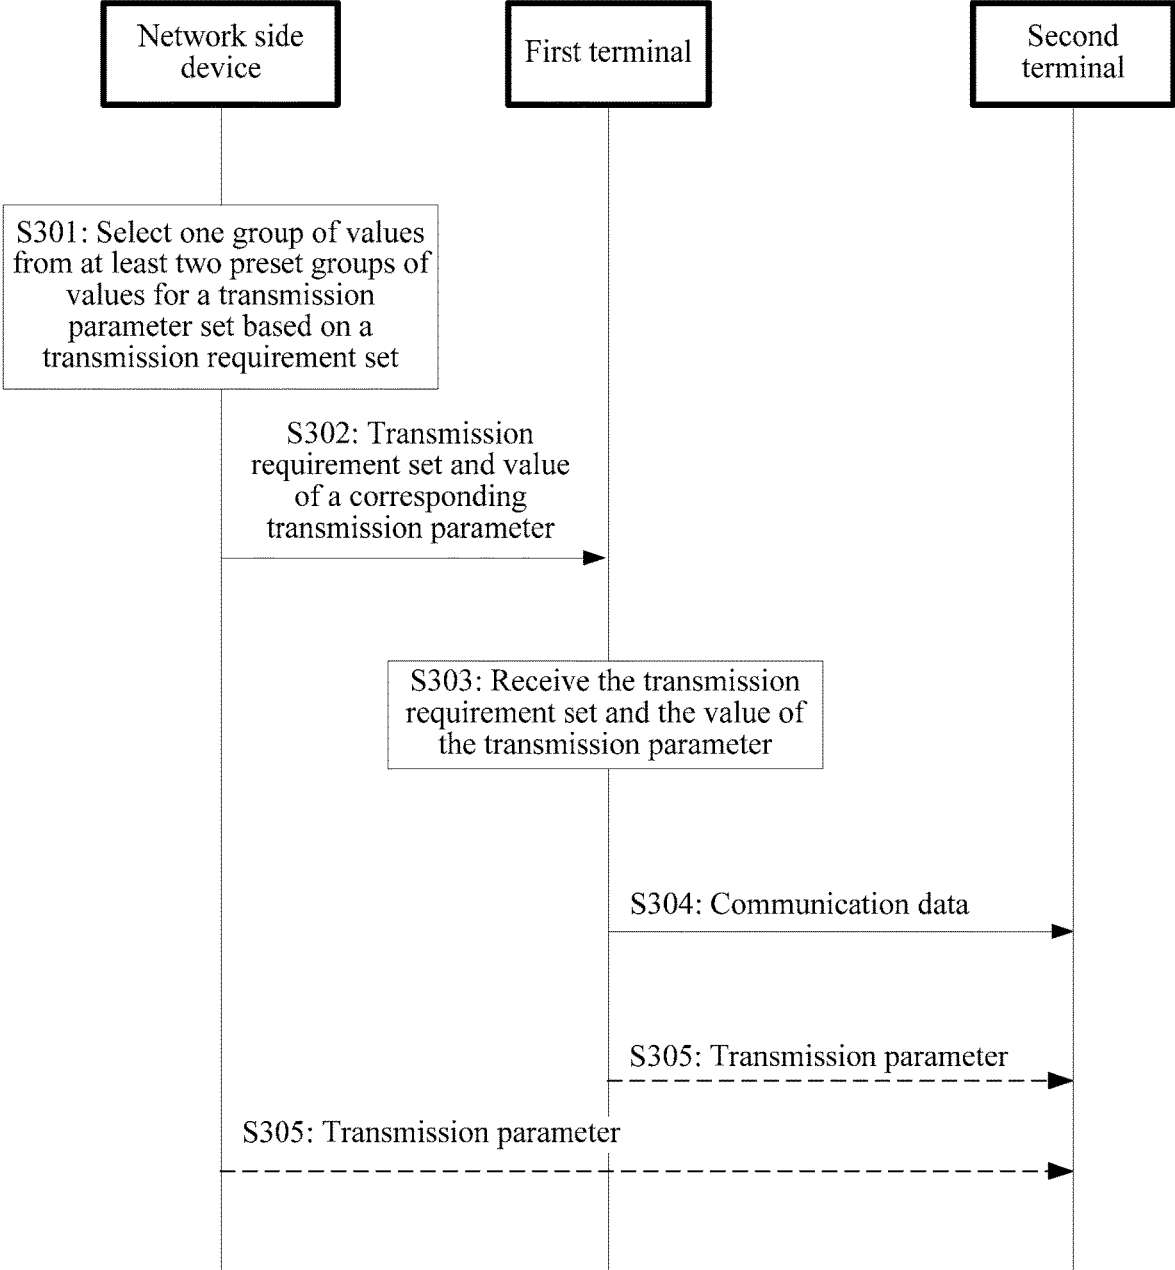 Network side
device
First terminal
Second
terminal
S301: Select one group of values
from at least two preset groups of
values for a transmission
parameter set based on a
transmission requirement set
S302: Transmission
requirement set and value
of a corresponding
transmission parameter
S303: Receive the transmission
requirement set and the value of
the transmission parameter
S304: Communication data
S305: Transmission parameter
S305: Transmission parameter